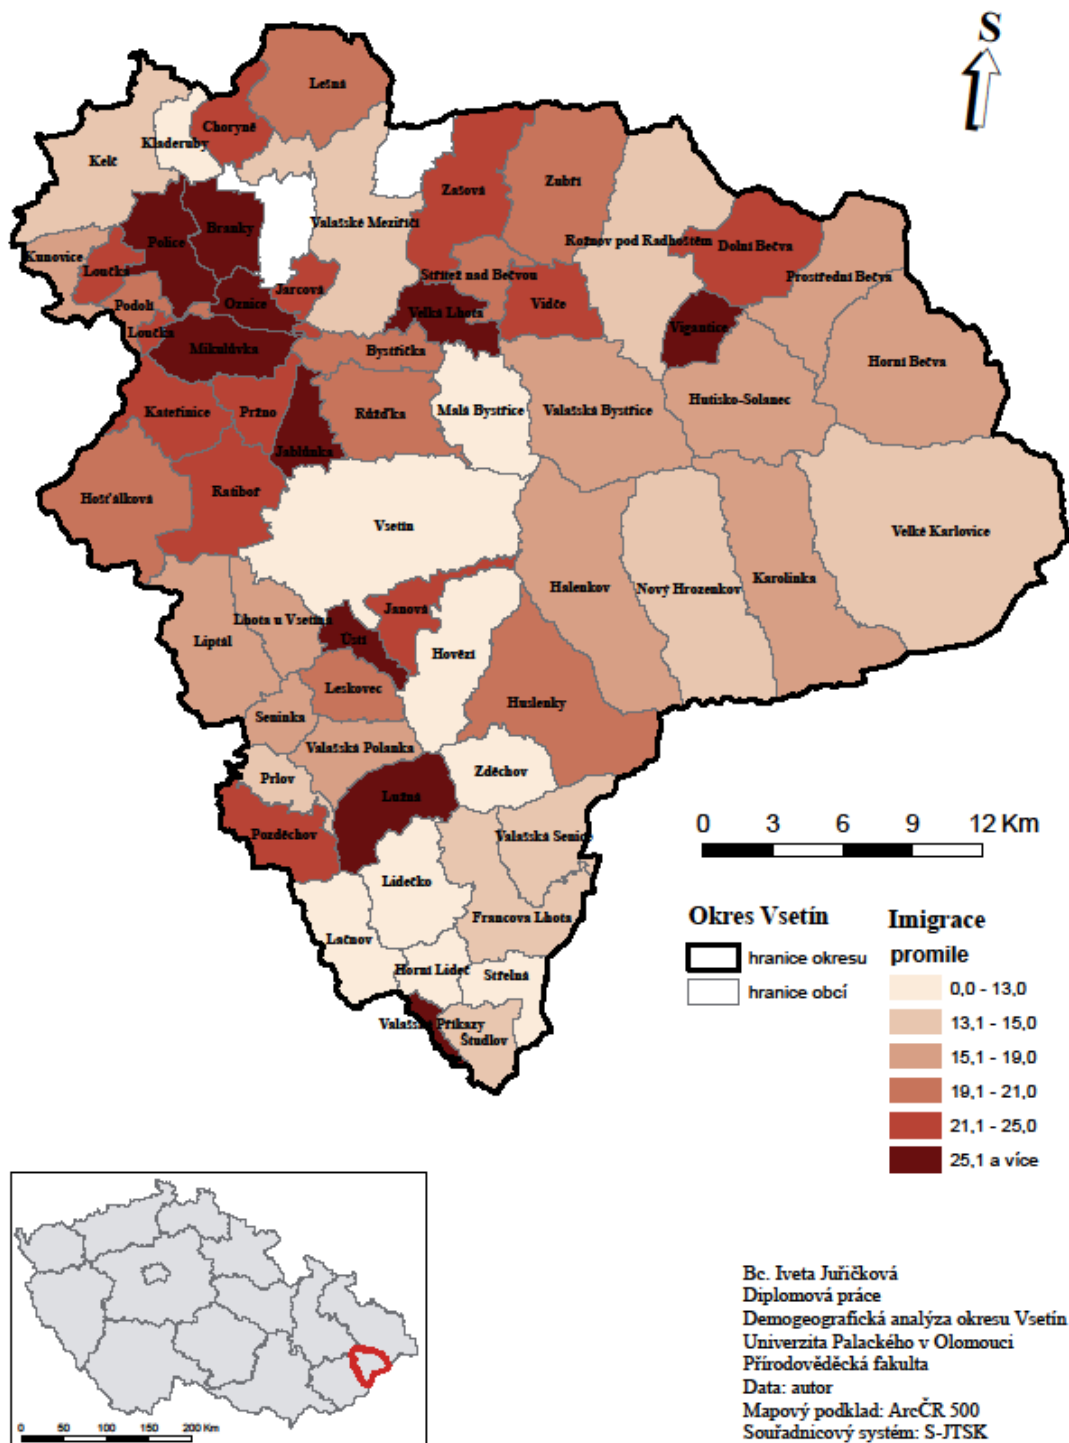 S
Lešná
Choryně
Kladeruby
Kelč
Zašová
Zubří
Valašské Meziříčí
Branky
Police
Rožnov pod Radhoštěm
Dolní Bečva
Kunovice
Loučka
Střítež nad Bečvou
Prostřední Bečva
Jarcová
Oznice
Podolí
Velká Lhota
Vidče
Vigantice
Loučka
Mikulůvka
Bystřička
Horní Bečva
Hutisko-Solanec
Kateřinice
Pržno
Růžďka
Malá Bystřice
Valašská Bystřice
Jablůnka
Ratiboř
Hošťálková
Vsetín
Velké Karlovice
Halenkov
Nový Hrozenkov
Karolinka
Janová
Lhota u Vsetína
Ústí
Liptál
Hovězí
Leskovec
Huslenky
Seninka
Valašská Polanka
Zděchov
Prlov
Lužná
Pozděchov
Valašská Senice
Lidečko
Francova Lhota
Lačnov
Horní Lideč
Střelná
Valašské Příkazy
Študlov
0 3 6 9 12 Km
Okres Vsetín
hranice okresu
hranice obcí
Imigrace
promile
0,0 - 13,0
13,1 - 15,0
15,1 - 19,0
19,1 - 21,0
21,1 - 25,0
25,1 a více
0 50 100 150 200 Km
Bc. Iveta Juřičková
Diplomová práce
Demogeografická analýza okresu Vsetín
Univerzita Palackého v Olomouci
Přírodovědecká fakulta
Data: autor
Mapový podklad: ArcČR 500
Souřadnicový systém: S-JTSK